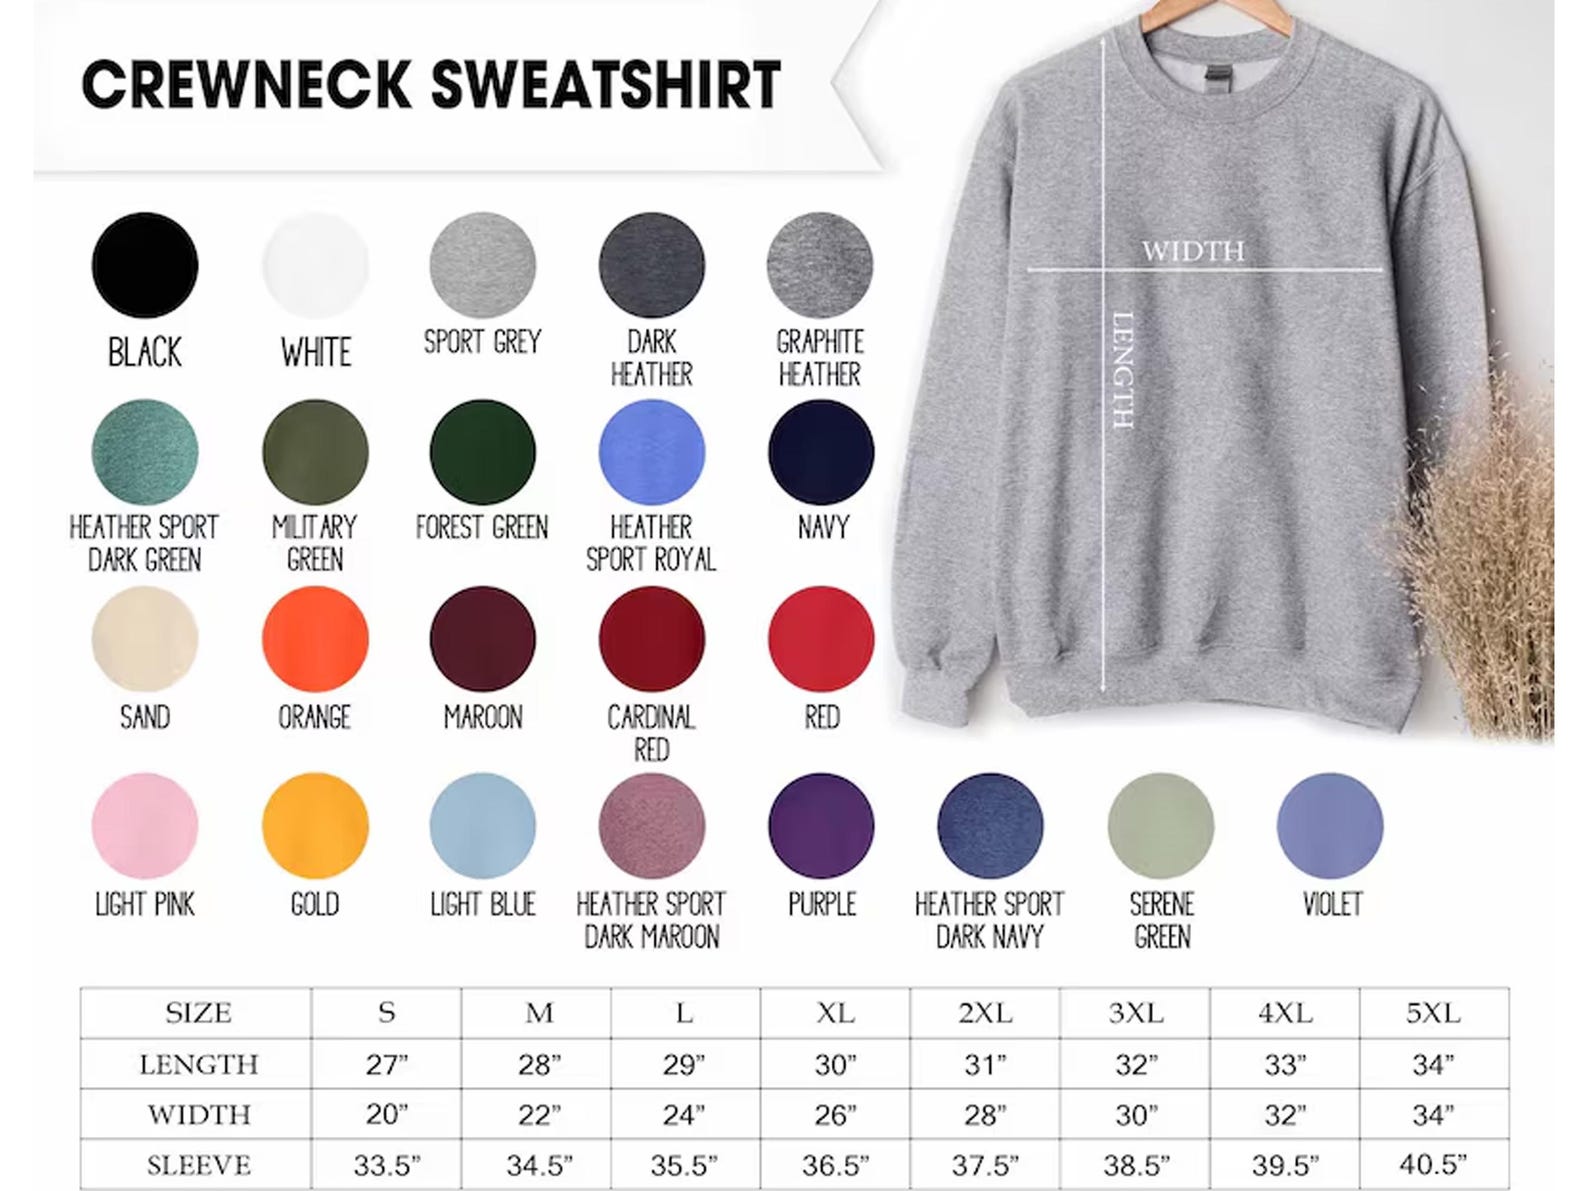 CREWNECK SWEATSHIRT
WIDTH
LENGTH
BLACK
WHITE
SPORT GREY
DARK
HEATHER
GRAPHITE
HEATHER
HEATHER SPORT
DARK GREEN
MILITARY
GREEN
FOREST GREEN
HEATHER
SPORT ROYAL
NAVY
SAND
ORANGE
MAROON
CARDINAL
RED
RED
LIGHT PINK
GOLD
LIGHT BLUE
HEATHER SPORT
DARK MAROON
PURPLE
HEATHER SPORT
DARK NAVY
SERENE
GREEN
VIOLET
SIZE S M L XL 2XL 3XL 4XL 5XL
LENGTH 27” 28” 29” 30” 31” 32” 33” 34”
WIDTH 20” 22” 24” 26” 28” 30” 32” 34”
SLEEVE 33.5” 34.5” 35.5” 36.5” 37.5” 38.5” 39.5” 40.5”